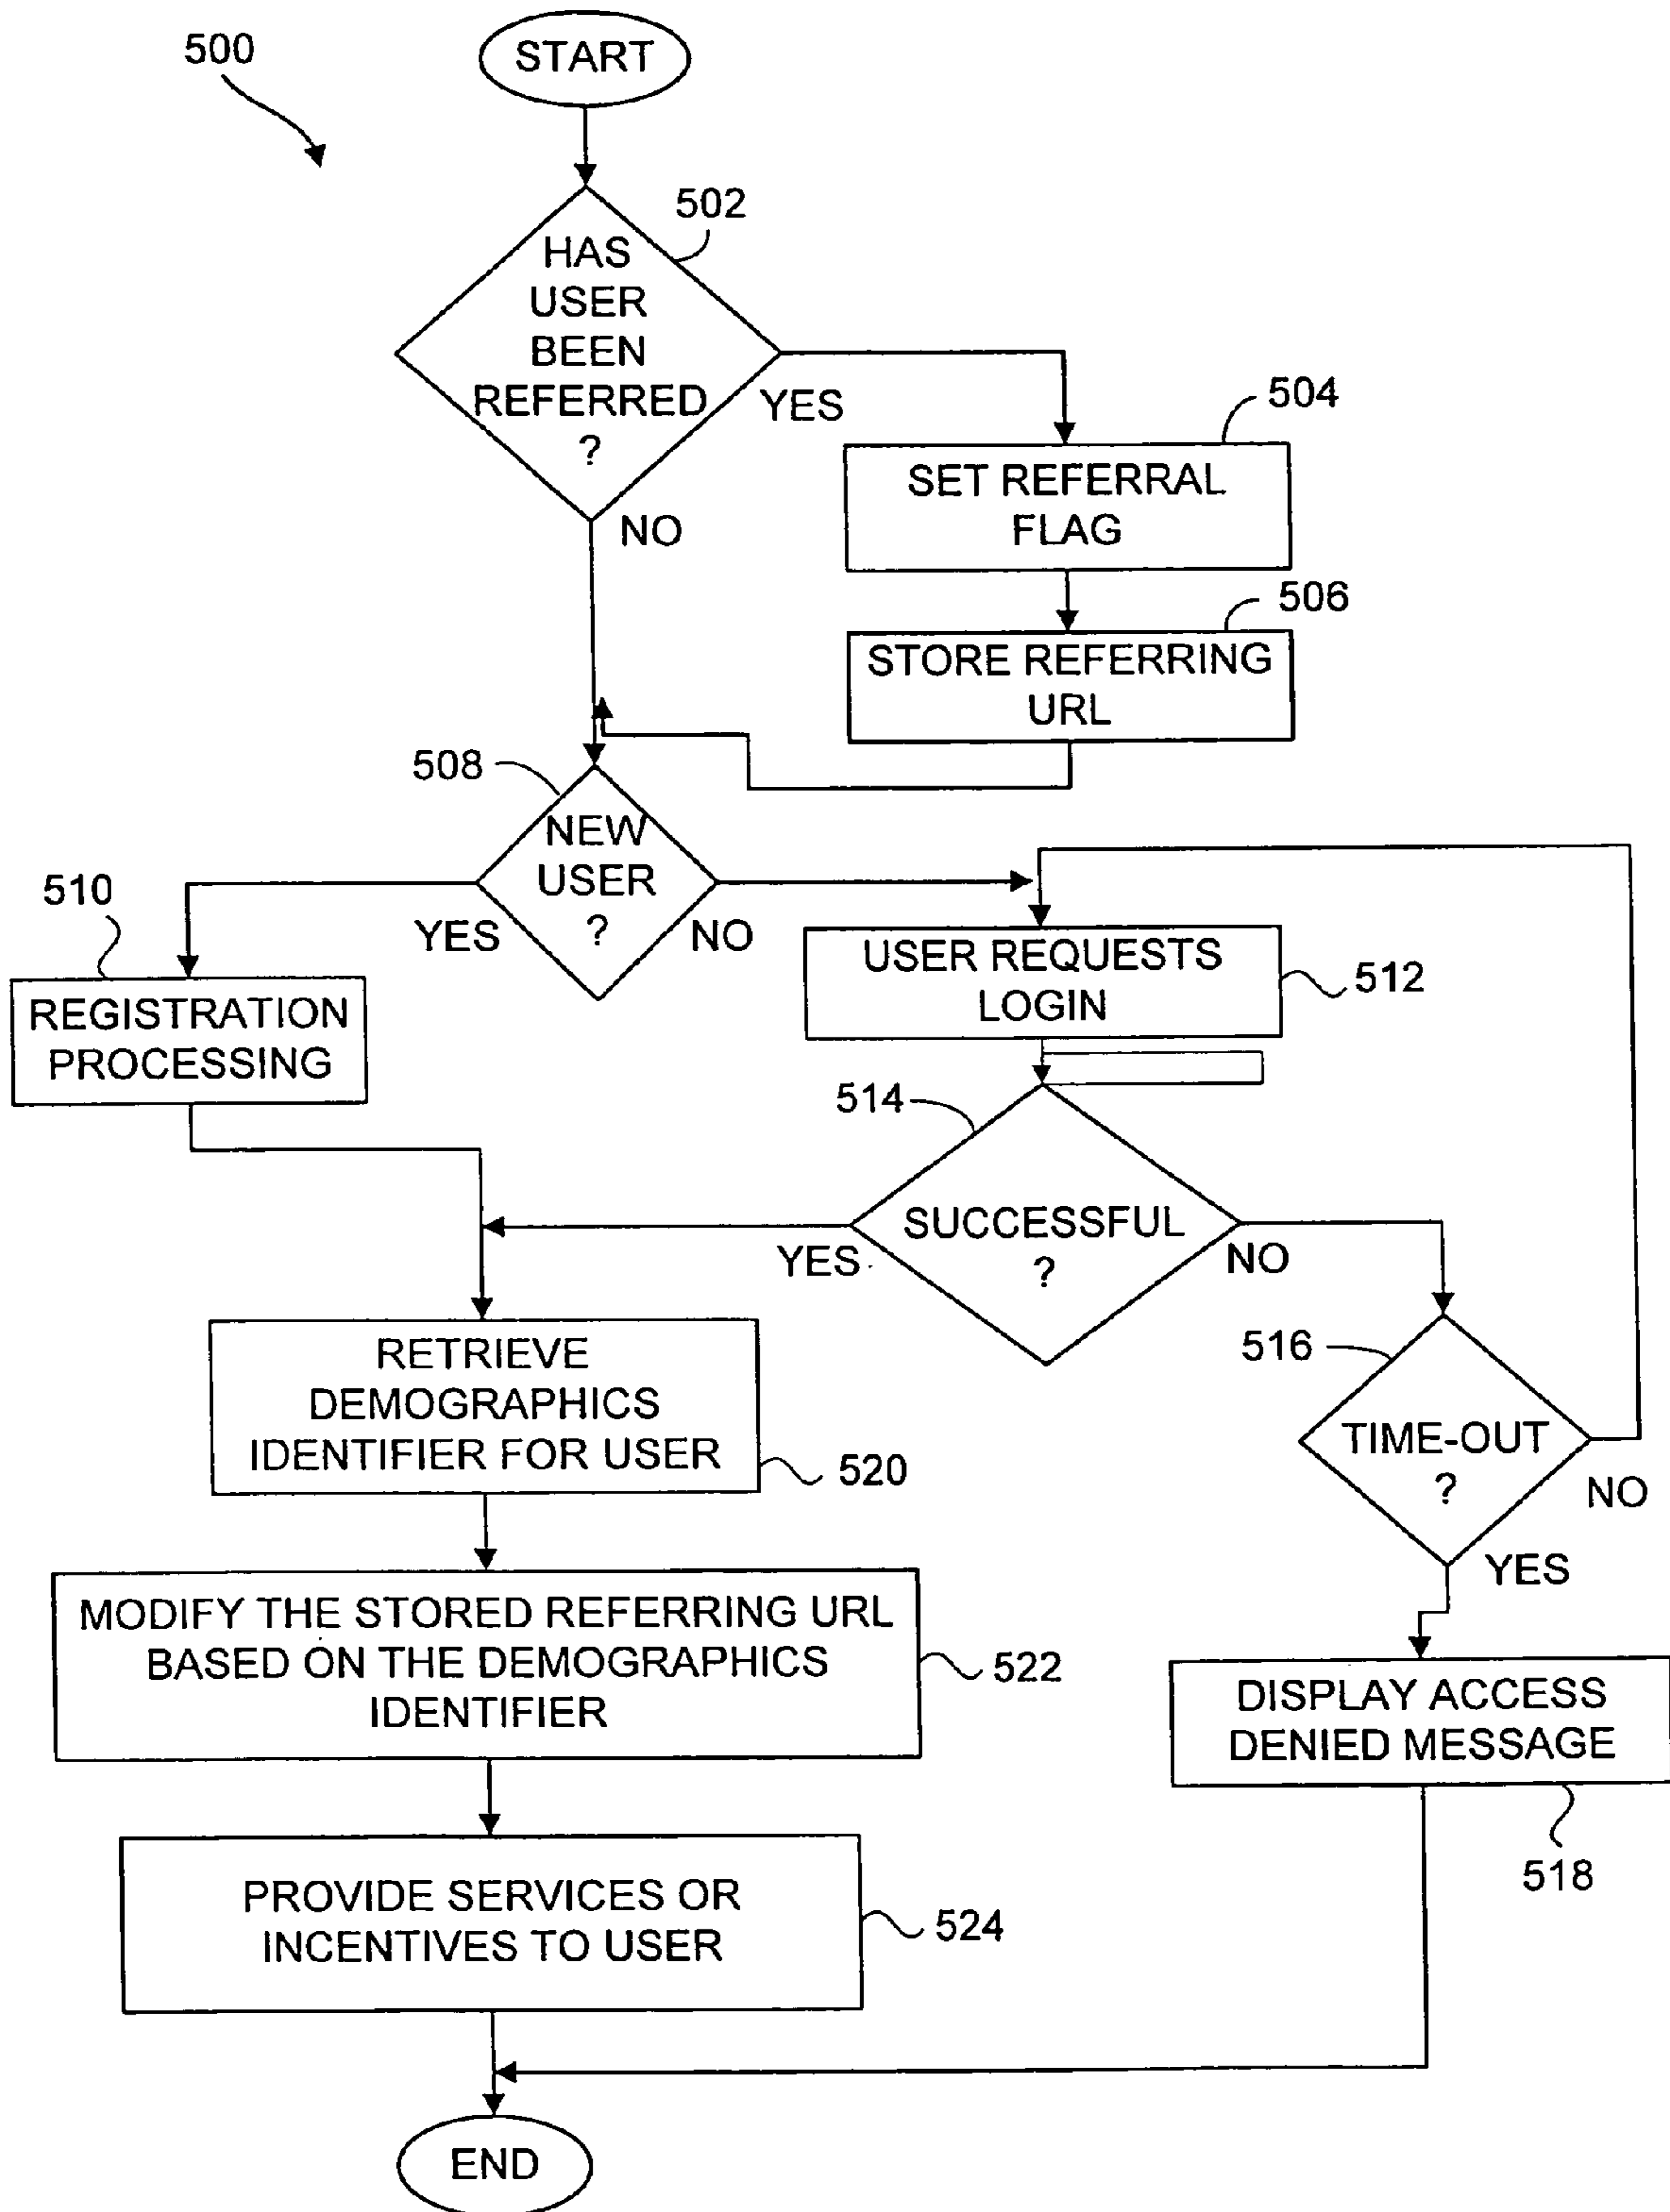 500
START
502
HAS
USER
BEEN
REFERRED
?
YES
NO
504
SET REFERRAL
FLAG
506
STORE REFERRING
URL
508
NEW
USER
?
YES
NO
510
REGISTRATION
PROCESSING
USER REQUESTS
LOGIN
512
514
SUCCESSFUL
?
YES
NO
516
TIME-OUT
?
NO
YES
RETRIEVE
DEMOGRAPHICS
IDENTIFIER FOR USER
520
MODIFY THE STORED REFERRING URL
BASED ON THE DEMOGRAPHICS
IDENTIFIER
522
DISPLAY ACCESS
DENIED MESSAGE
518
PROVIDE SERVICES OR
INCENTIVES TO USER
524
END